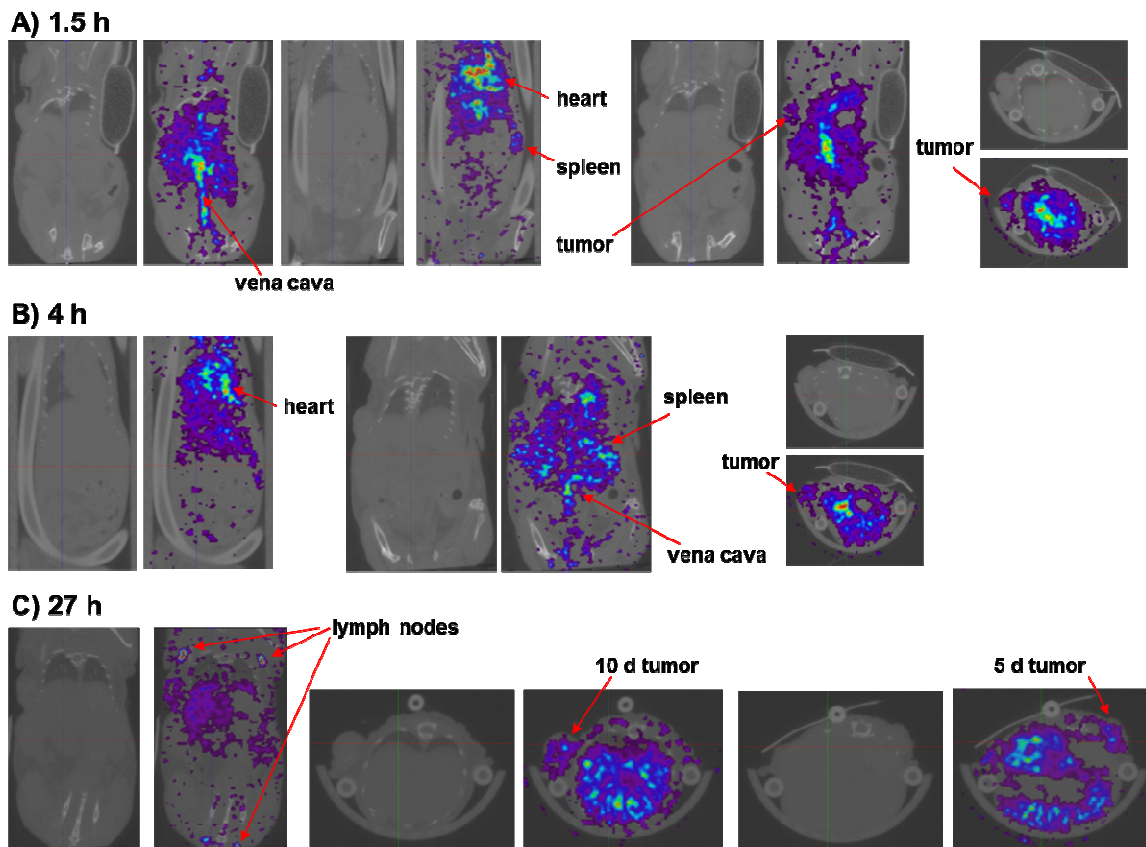 A) 1.5 h
heart
spleen
tumor
tumor
vena cava
B) 4 h
heart
spleen
tumor
vena cava
C) 27 h
lymph nodes
10 d tumor
5 d tumor